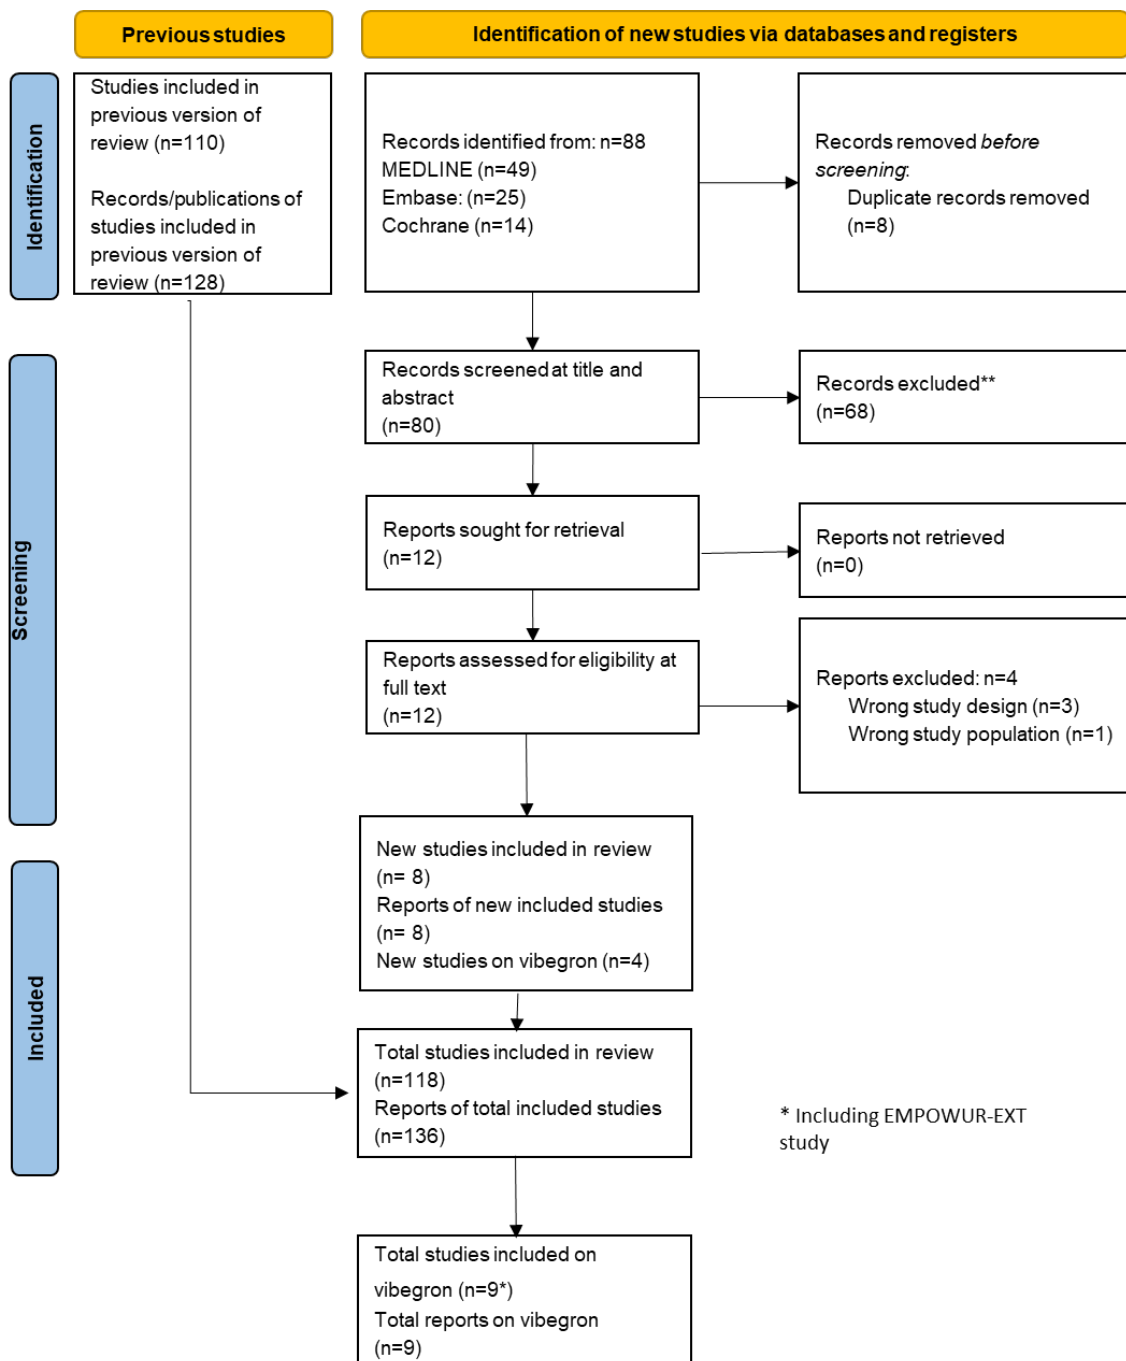 Previous studies
Identification of new studies via databases and registers
Identification
Studies included in
previous version of
review (n=110)
Records/publications of
studies included in
previous version of
review (n=128)
Records identified from: n=88
MEDLINE (n=49)
Embase: (n=25)
Cochrane (n=14)
Records removed before
screening:
Duplicate records removed
(n=8)
Screening
Records screened at title and
abstract
(n=80)
Records excluded**
(n=68)
Reports sought for retrieval
(n=12)
Reports not retrieved
(n=0)
Reports assessed for eligibility at
full text
(n=12)
Reports excluded: n=4
Wrong study design (n=3)
Wrong study population (n=1)
Included
New studies included in review
(n= 8)
Reports of new included studies
(n= 8)
New studies on vibegron (n=4)
Total studies included in review
(n=118)
Reports of total included studies
(n=136)
* Including EMPOWUR-EXT
study
Total studies included on
vibegron (n=9*)
Total reports on vibegron
(n=9)